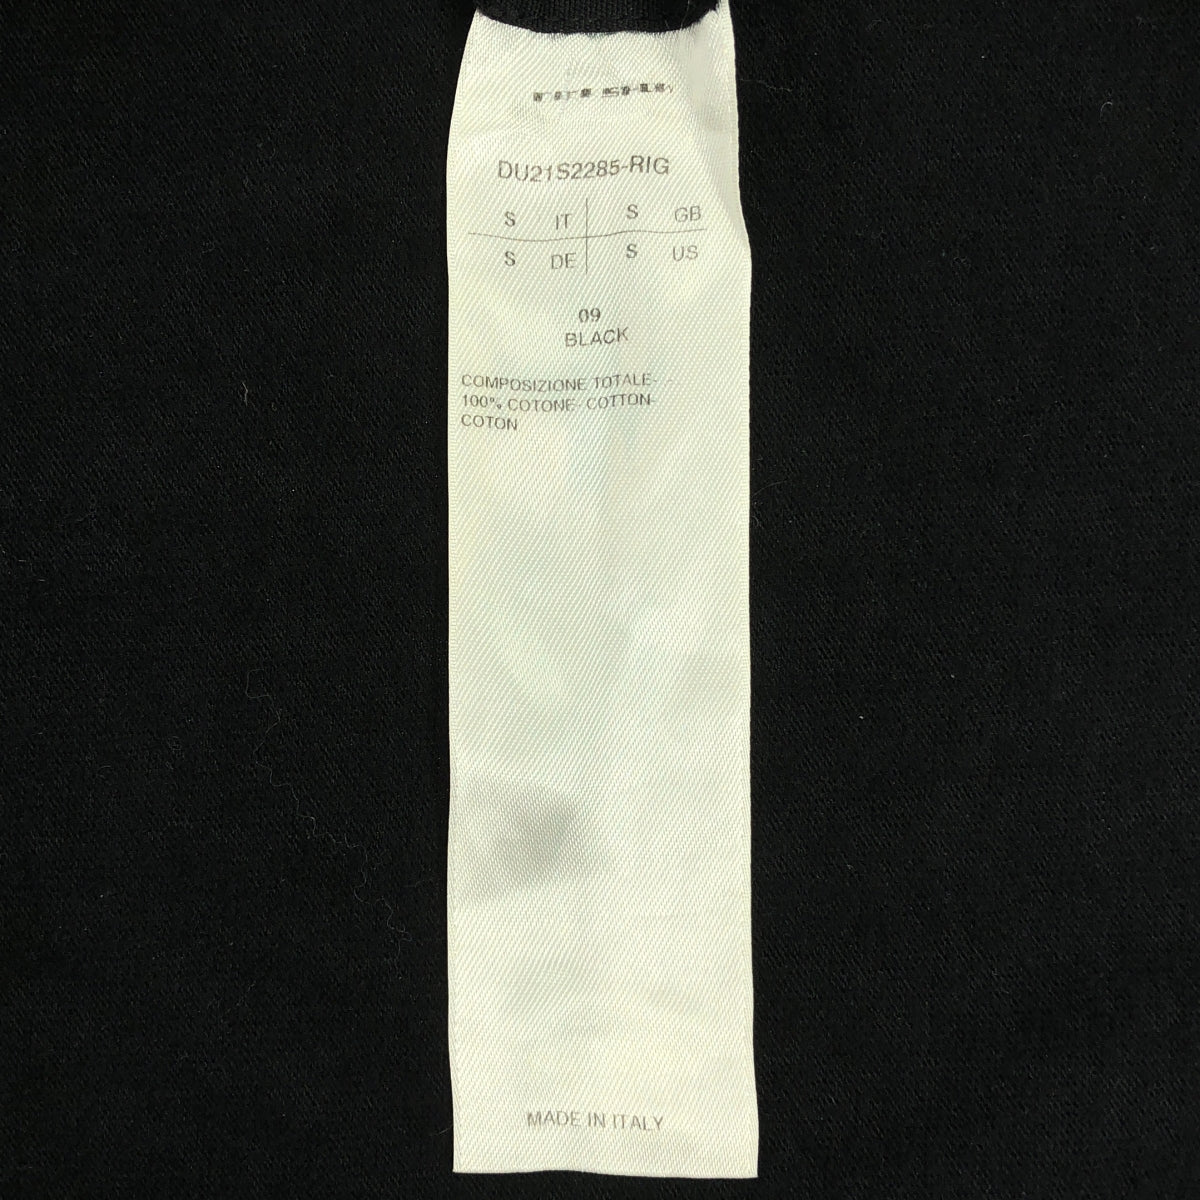 DU21S2285-RIG
S IT S GB
S DE S US
09
BLACK
COMPOSIZIONE TOTALE- -
100% COTONE- COTTON-
COTON
MADE IN ITALY